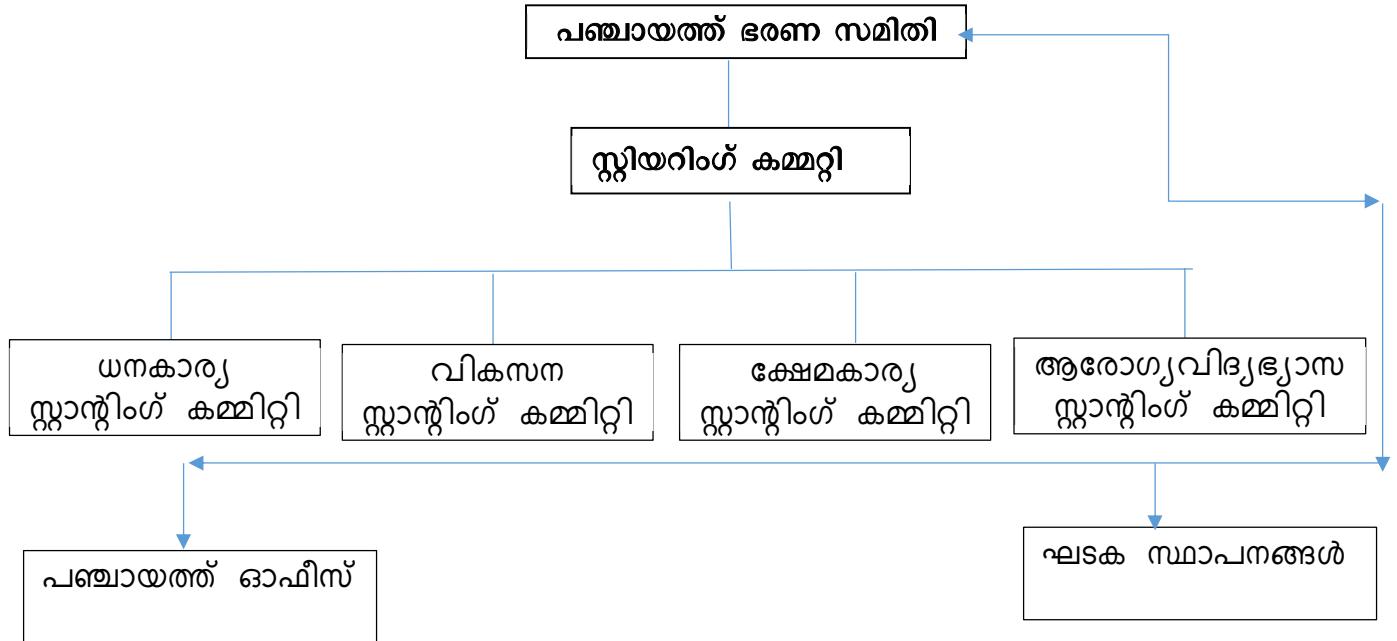 പഞ്ചായത്ത് ഭരണ സമിതി
സ്റ്റിയറിംഗ് കമ്മറ്റി
ധനകാര്യ
സ്റ്റാന്റിംഗ് കമ്മിറ്റി
വികസന
സ്റ്റാന്റിംഗ് കമ്മിറ്റി
ക്ഷേമകാര്യ
സ്റ്റാന്റിംഗ് കമ്മിറ്റി
ആരോഗ്യവിദ്യഭ്യാസ
സ്റ്റാന്റിംഗ് കമ്മിറ്റി
പഞ്ചായത്ത് ഓഫീസ്
ഘടക സ്ഥാപനങ്ങൾ